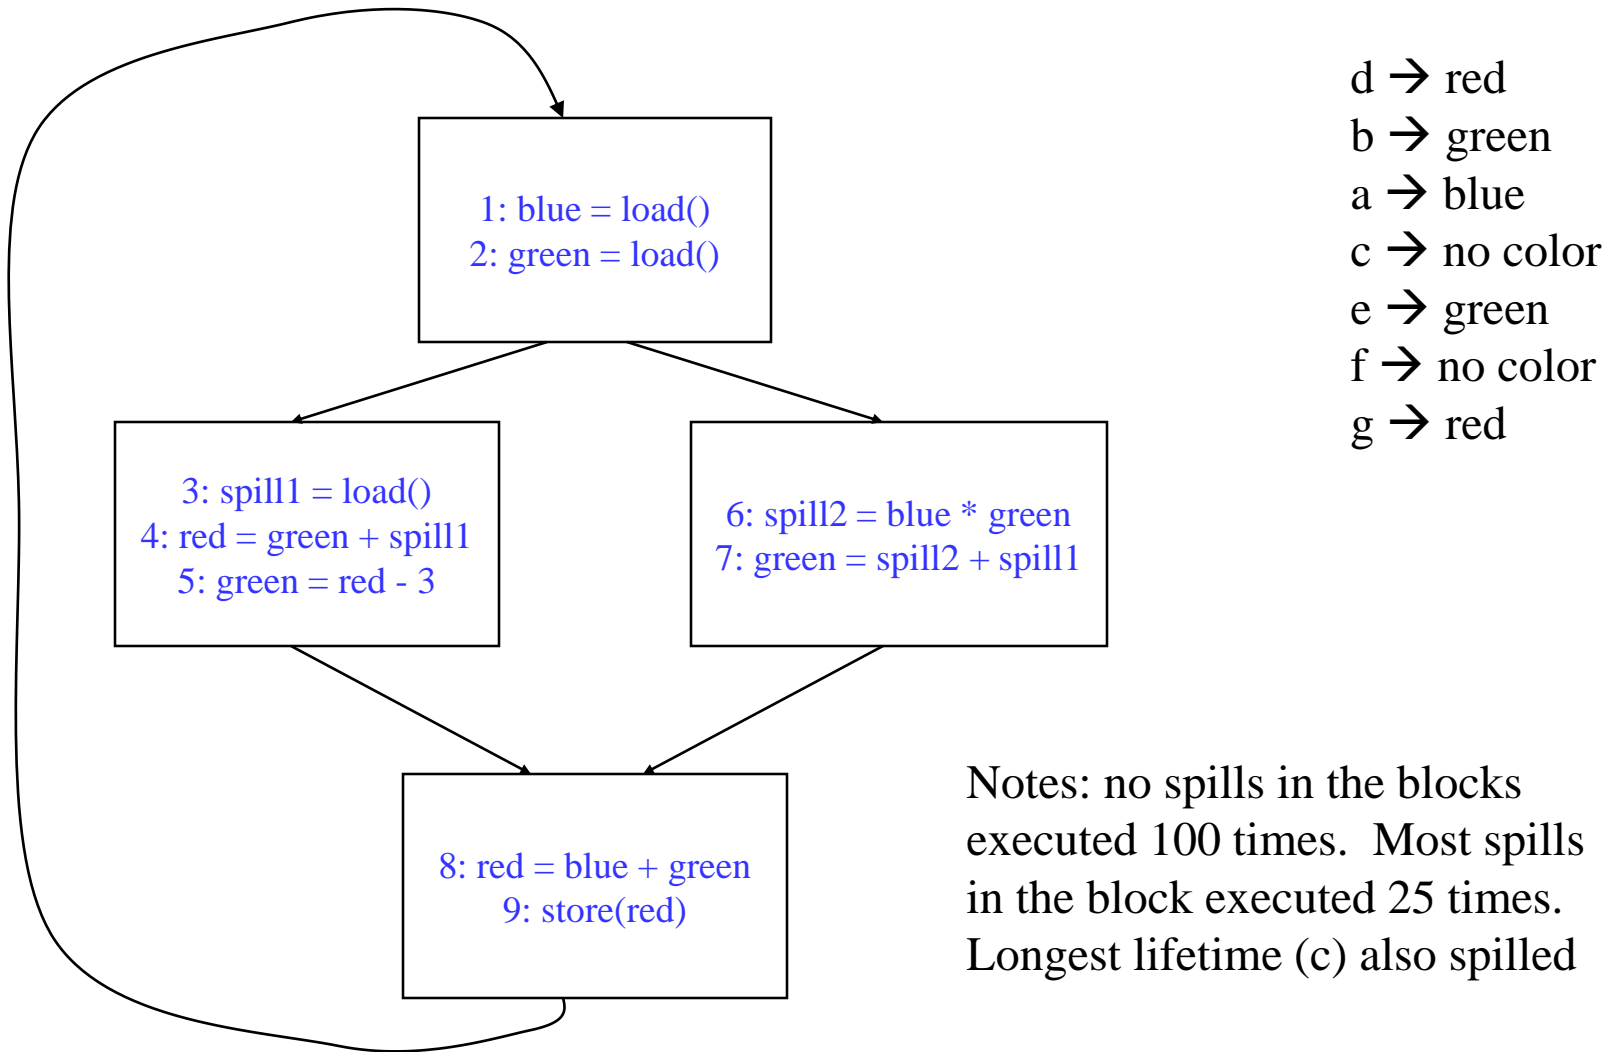 1: blue = load()
2: green = load()
3: spill1 = load()
4: red = green + spill1
5: green = red - 3
6: spill2 = blue * green
7: green = spill2 + spill1
8: red = blue + green
9: store(red)
d → red
b → green
a → blue
c → no color
e → green
f → no color
g → red
Notes: no spills in the blocks
executed 100 times. Most spills
in the block executed 25 times.
Longest lifetime (c) also spilled